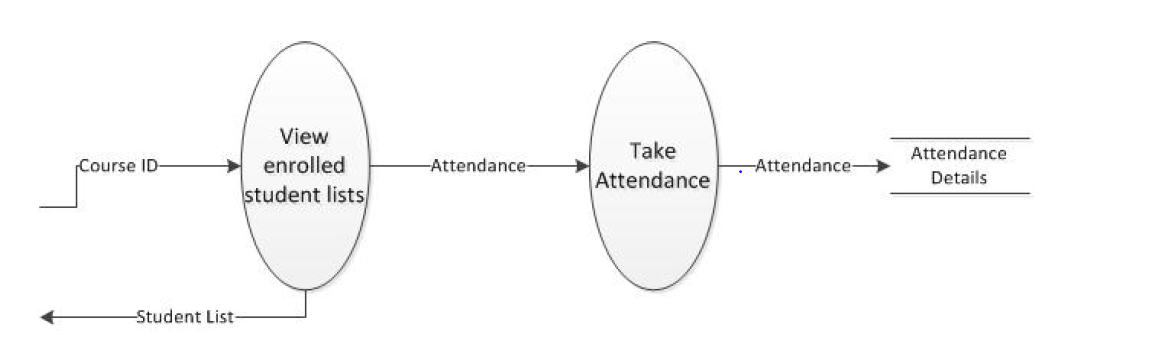 View
enrolled
student lists
Course ID
Attendance
Take
Attendance
Attendance
Attendance
Details
Student List